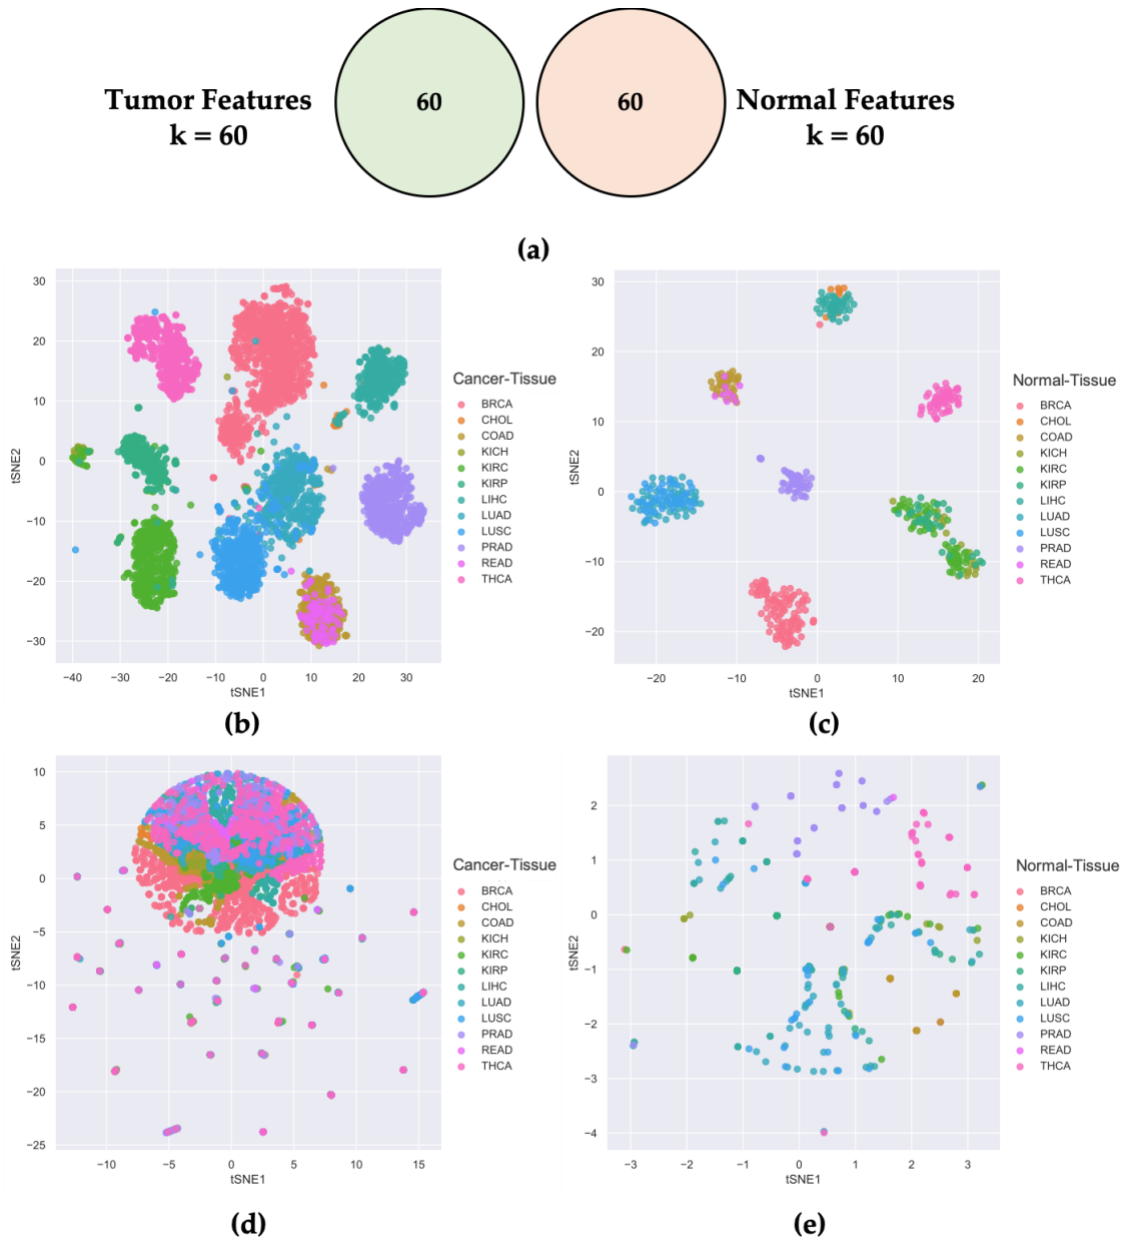 Tumor Features
k = 60
60
60
Normal Features
k = 60
(a)
30
20
10
0
−10
−20
−30
tSNE2
−40
−30
−20
−10
0
10
20
30
tSNE1
Cancer-Tissue
BRCA
CHOL
COAD
KICH
KIRC
KIRP
LIHC
LUAD
LUSC
PRAD
READ
THCA
(b)
30
20
10
0
−10
−20
tSNE2
−20
−10
0
10
20
tSNE1
Normal-Tissue
BRCA
CHOL
COAD
KICH
KIRC
KIRP
LIHC
LUAD
LUSC
PRAD
READ
THCA
(c)
10
5
0
−5
−10
−15
−20
−25
tSNE2
−10
−5
0
5
10
15
tSNE1
Cancer-Tissue
BRCA
CHOL
COAD
KICH
KIRC
KIRP
LIHC
LUAD
LUSC
PRAD
READ
THCA
(d)
2
1
0
−1
−2
−3
−4
tSNE2
−3
−2
−1
0
1
2
3
tSNE1
Normal-Tissue
BRCA
CHOL
COAD
KICH
KIRC
KIRP
LIHC
LUAD
LUSC
PRAD
READ
THCA
(e)